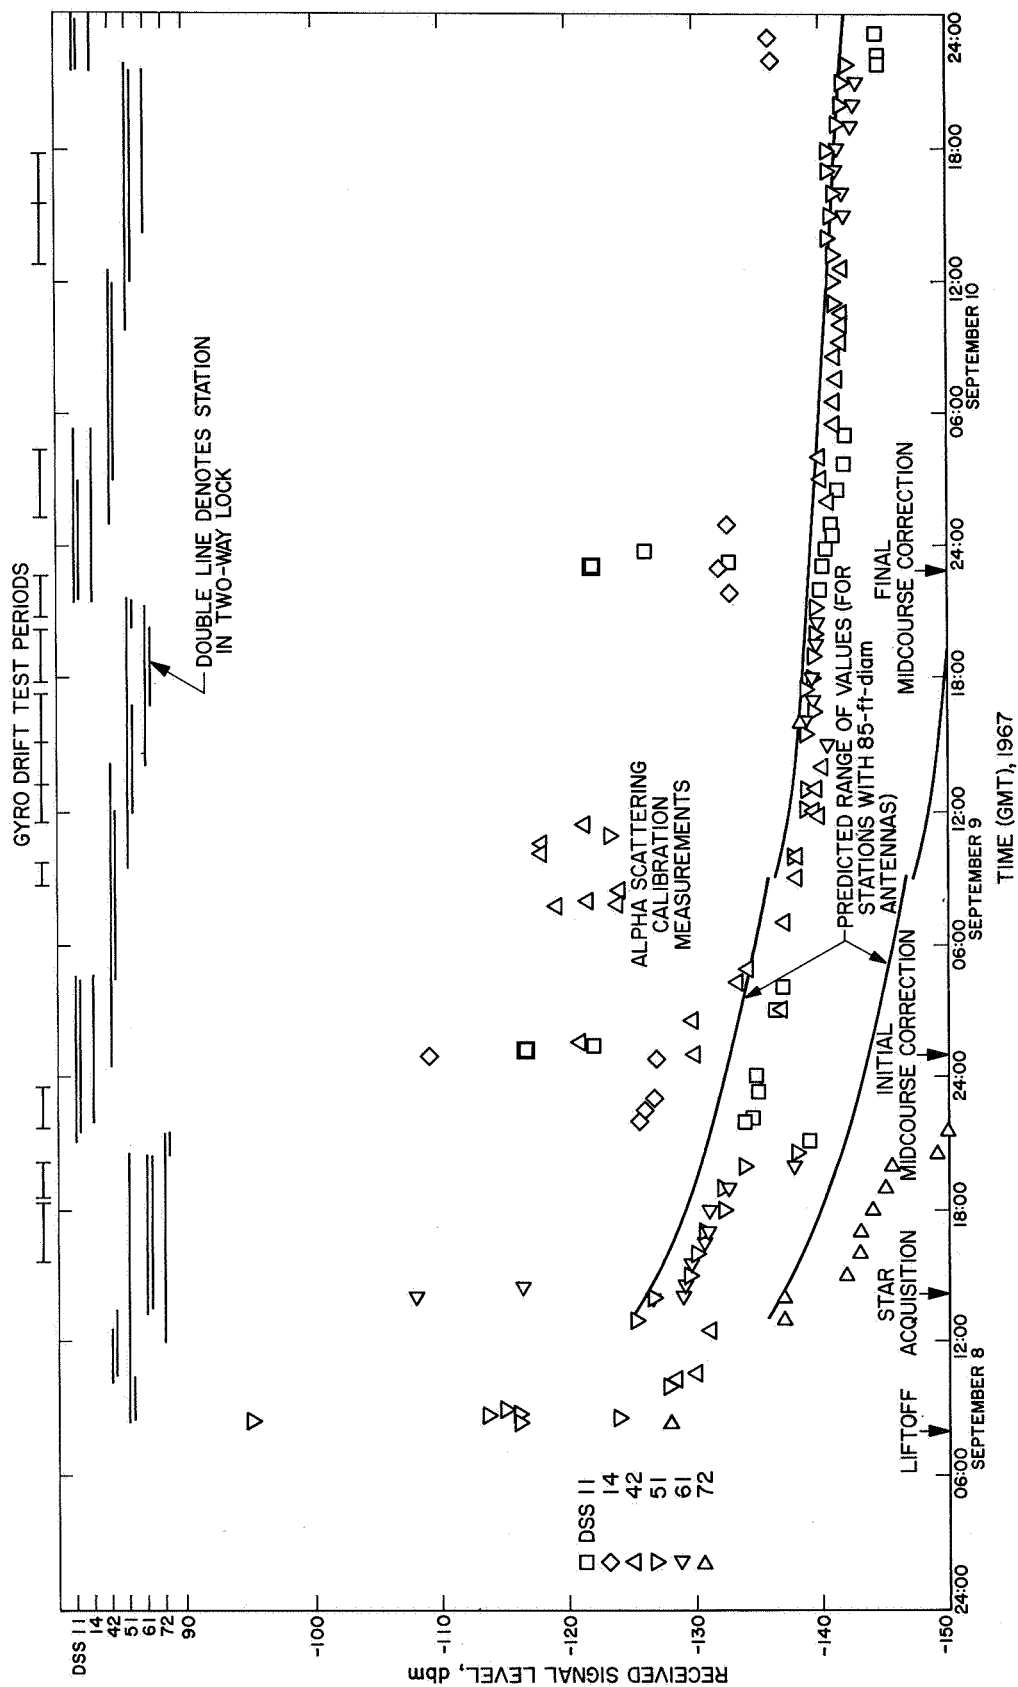 GYRO DRIFT TEST PERIODS
DSS 11
14
42
51
61
72
DOUBLE LINE DENOTES STATION
IN TWO-WAY LOCK
RECEIVED SIGNAL LEVEL, dbm
-90
-100
-110
-120
-130
-140
-150
□ DSS 11
◇ 14
◁ 42
▷ 51
▽ 61
△ 72
ALPHA SCATTERING
CALIBRATION
MEASUREMENTS
PREDICTED RANGE OF VALUES (FOR
STATIONS WITH 85-ft-diam
ANTENNAS)
LIFTOFF
STAR
ACQUISITION
INITIAL
MIDCOURSE CORRECTION
FINAL
MIDCOURSE CORRECTION
24:00
06:00
12:00
18:00
24:00
06:00
12:00
18:00
24:00
06:00
12:00
18:00
24:00
SEPTEMBER 8
SEPTEMBER 9
SEPTEMBER 10
TIME (GMT), 1967